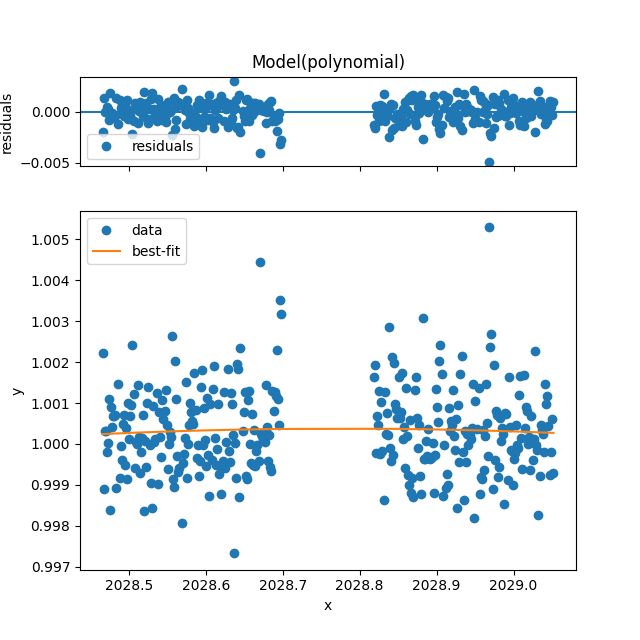 Model(polynomial)
residuals
0.000
−0.005
residuals
data
best-fit
y
1.005
1.004
1.003
1.002
1.001
1.000
0.999
0.998
0.997
2028.5 2028.6 2028.7 2028.8 2028.9 2029.0
x